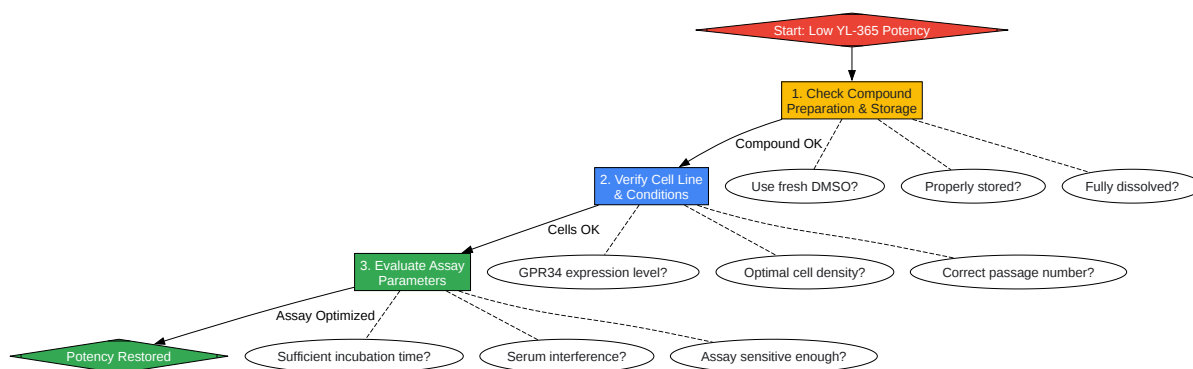 Start: Low YL-365 Potency
1. Check Compound
Preparation & Storage
Compound OK
2. Verify Cell Line
& Conditions
Use fresh DMSO?
Properly stored?
Fully dissolved?
Cells OK
3. Evaluate Assay
Parameters
GPR34 expression level?
Optimal cell density?
Correct passage number?
Assay Optimized
Potency Restored
Sufficient incubation time?
Serum interference?
Assay sensitive enough?